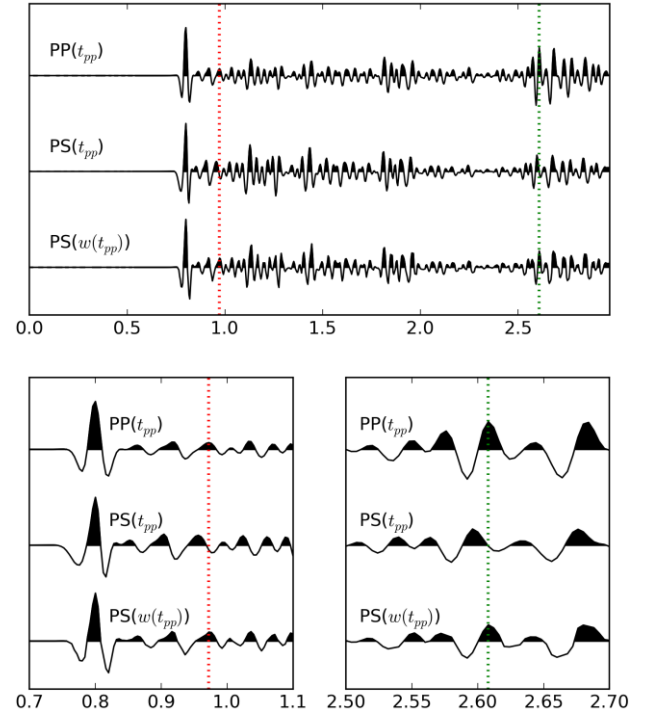 PP(t_pp)
PS(t_pp)
PS(w(t_pp))
0.0 0.5 1.0 1.5 2.0 2.5
PP(t_pp) PP(t_pp)
PS(t_pp) PS(t_pp)
PS(w(t_pp)) PS(w(t_pp))
0.7 0.8 0.9 1.0 1.1 2.50 2.55 2.60 2.65 2.70